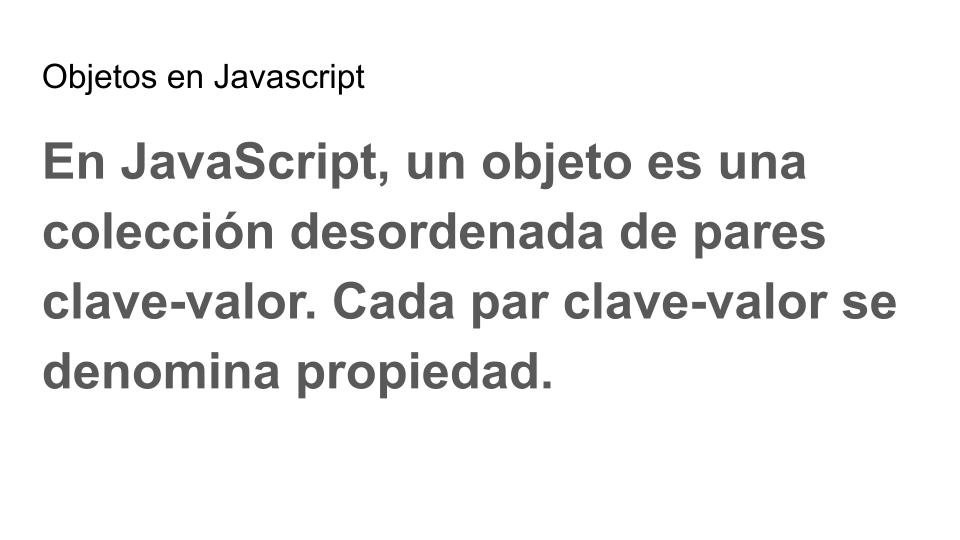 Objetos en Javascript
En JavaScript, un objeto es una
colección desordenada de pares
clave-valor. Cada par clave-valor se
denomina propiedad.